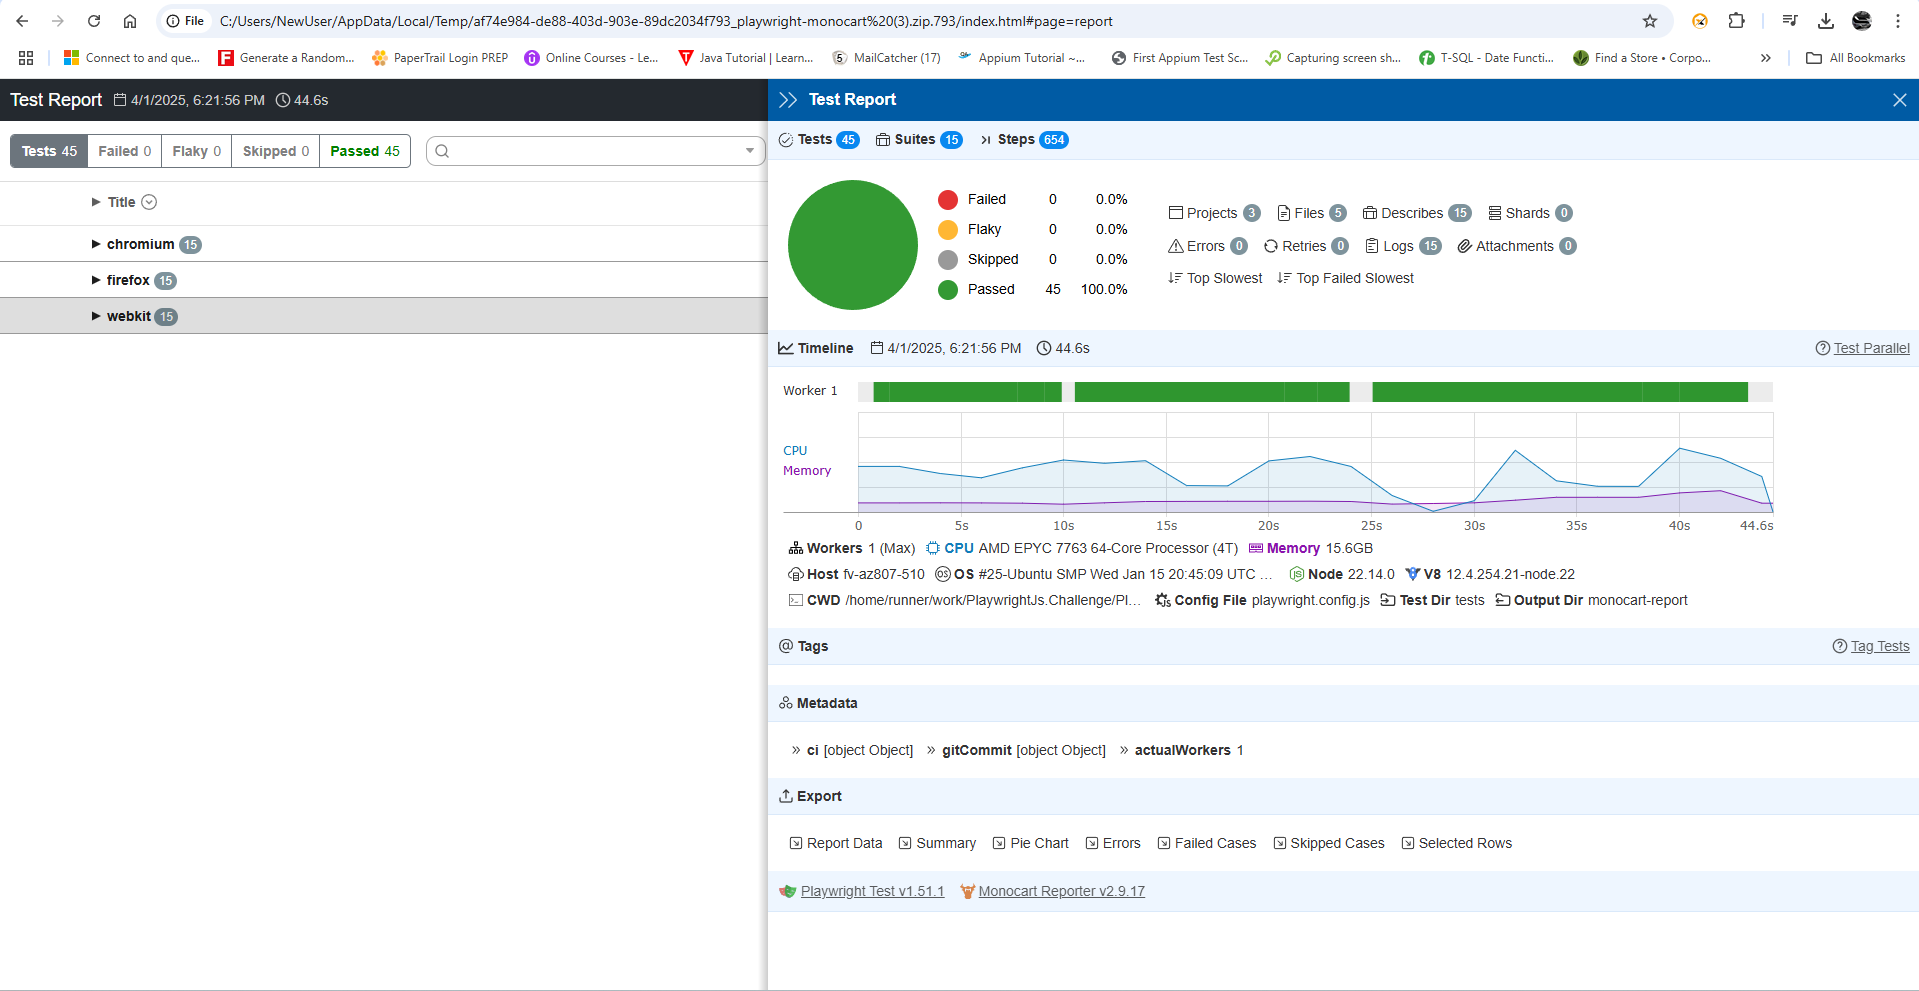 File C:/Users/NewUser/AppData/Local/Temp/af74e984-de88-403d-903e-89dc2034f793_playwright-monocart%20(3).zip.793/index.html#page=report
Connect to and que... Generate a Random... PaperTrail Login PREP Online Courses - Le... Java Tutorial | Learn... MailCatcher (17) Appium Tutorial ~... First Appium Test Sc... Capturing screen sh... T-SQL - Date Functi... Find a Store • Corpo... » All Bookmarks
Test Report 4/1/2025, 6:21:56 PM 44.6s
Tests 45 Failed 0 Flaky 0 Skipped 0 Passed 45
Title
chromium 15
firefox 15
webkit 15
Test Report
Tests 45 Suites 15 Steps 654
Failed 0 0.0%
Flaky 0 0.0%
Skipped 0 0.0%
Passed 45 100.0%
Projects 3 Files 5 Describes 15 Shards 0
Errors 0 Retries 0 Logs 15 Attachments 0
Top Slowest Top Failed Slowest
Timeline 4/1/2025, 6:21:56 PM 44.6s Test Parallel
Worker 1
CPU
Memory
0 5s 10s 15s 20s 25s 30s 35s 40s 44.6s
Workers 1 (Max) CPU AMD EPYC 7763 64-Core Processor (4T) Memory 15.6GB
Host fv-az807-510 OS #25-Ubuntu SMP Wed Jan 15 20:45:09 UTC ... Node 22.14.0 V8 12.4.254.21-node.22
CWD /home/runner/work/PlaywrightJs.Challenge/Pl... Config File playwright.config.js Test Dir tests Output Dir monocart-report
Tags Tag Tests
Metadata
» ci [object Object] » gitCommit [object Object] » actualWorkers 1
Export
Report Data Summary Pie Chart Errors Failed Cases Skipped Cases Selected Rows
Playwright Test v1.51.1 Monocart Reporter v2.9.17